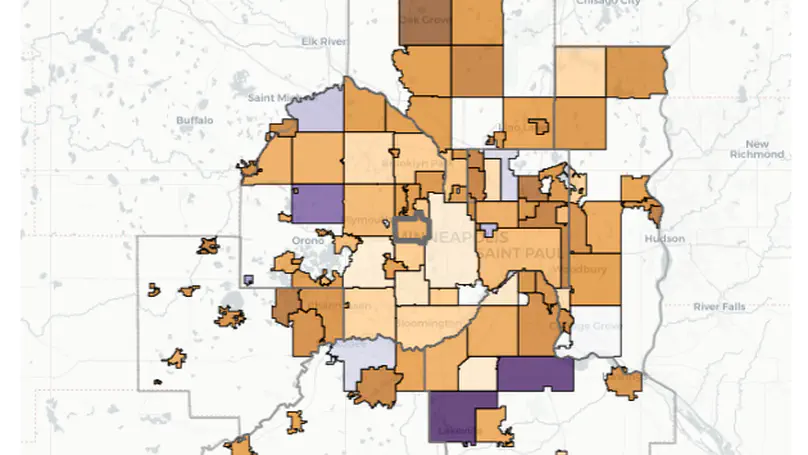 Chisago City
Oak Grove
Elk River
Saint Mi
Buffalo
New
Richmond
Brooklyn Park
Plymouth
MINNEAPOLIS
Orono
SAINT PAUL
Hudson
Woodbury
River Falls
Chanhassen
Bloomington
Cottage Grove
Lakeville